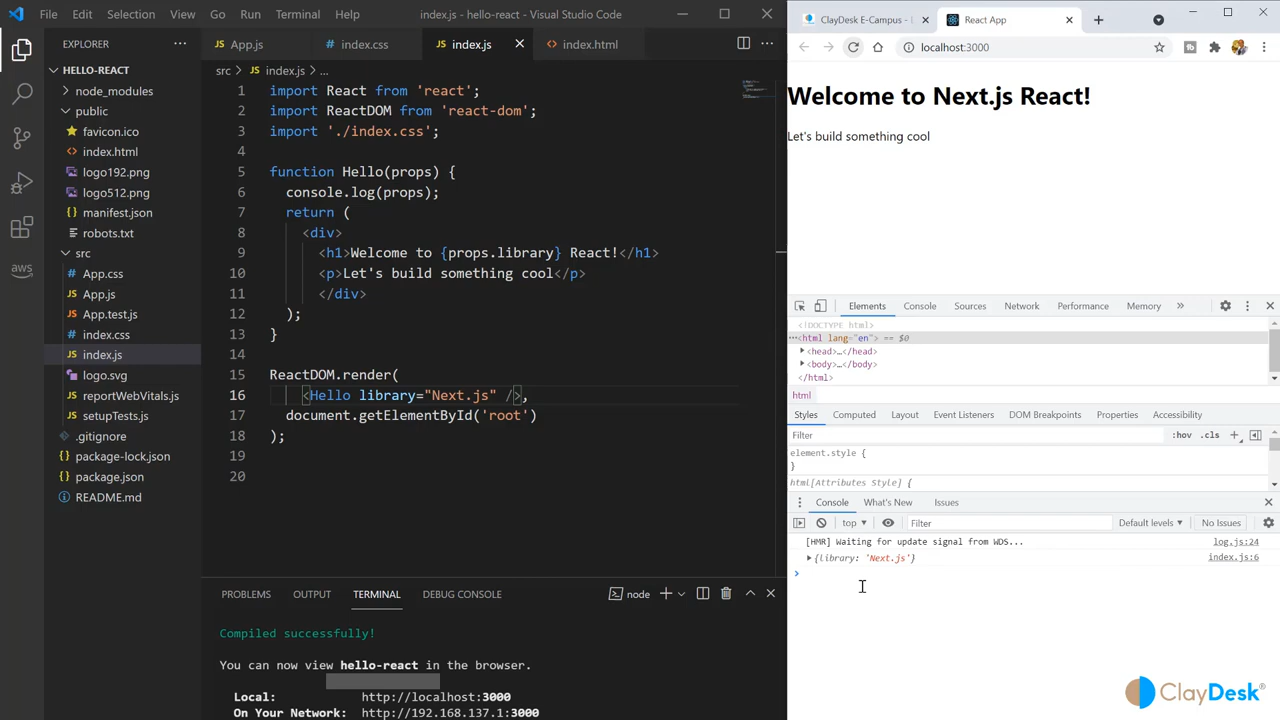 File Edit Selection View Go Run Terminal Help index.js - hello-react - Visual Studio Code
EXPLORER
HELLO-REACT
node_modules
public
favicon.ico
index.html
logo192.png
logo512.png
manifest.json
robots.txt
src
App.css
App.js
App.test.js
index.css
index.js
logo.svg
reportWebVitals.js
setupTests.js
.gitignore
package-lock.json
package.json
README.md
aws
App.js index.css index.js index.html
src > JS index.js > ...
1 import React from 'react';
2 import ReactDOM from 'react-dom';
3 import './index.css';
4
5 function Hello(props) {
6 console.log(props);
7 return (
8 <div>
9 <h1>Welcome to {props.library} React!</h1>
10 <p>Let's build something cool</p>
11 </div>
12 );
13 }
14
15 ReactDOM.render(
16 <Hello library="Next.js" />,
17 document.getElementById('root')
18 );
19
20
PROBLEMS OUTPUT TERMINAL DEBUG CONSOLE node
Compiled successfully!
You can now view hello-react in the browser.
Local: http://localhost:3000
On Your Network: http://192.168.137.1:3000
ClayDesk E-Campus - L React App
localhost:3000
Welcome to Next.js React!
Let's build something cool
Elements Console Sources Network Performance Memory »
<!DOCTYPE html>
<html lang="en"> == $0
<head>…</head>
<body>…</body>
</html>
html
Styles Computed Layout Event Listeners DOM Breakpoints Properties Accessibility
Filter :hov .cls +
element.style {
}
html[Attributes Style] {
Console What's New Issues
top Filter Default levels No Issues
[HMR] Waiting for update signal from WDS... log.js:24
{library: 'Next.js'} index.js:6
ClayDesk®